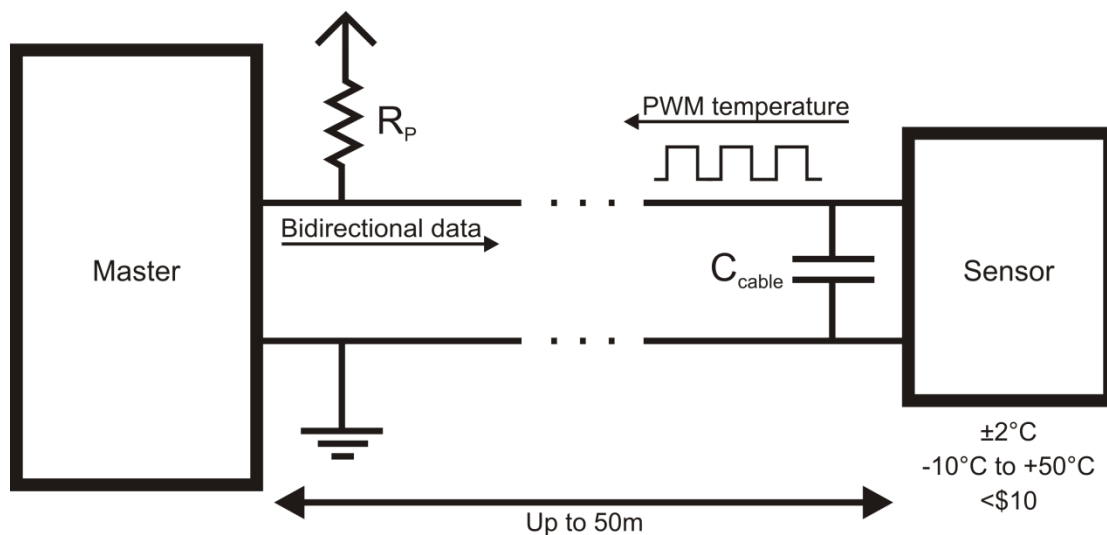 PWM temperature
R_P
Bidirectional data
Master
C_cable
Sensor
±2°C
-10°C to +50°C
<$10
Up to 50m